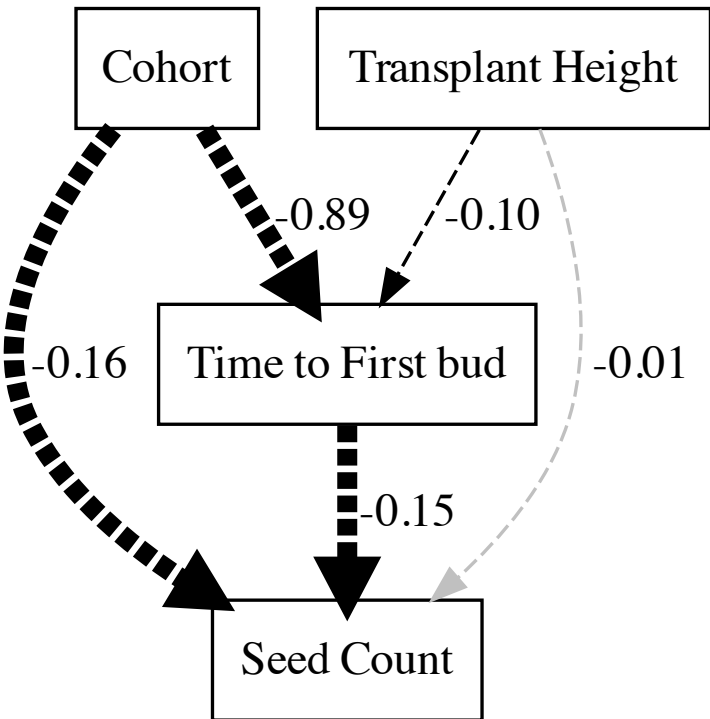 Cohort
Transplant Height
-0.89
-0.10
-0.16
Time to First bud
-0.01
-0.15
Seed Count